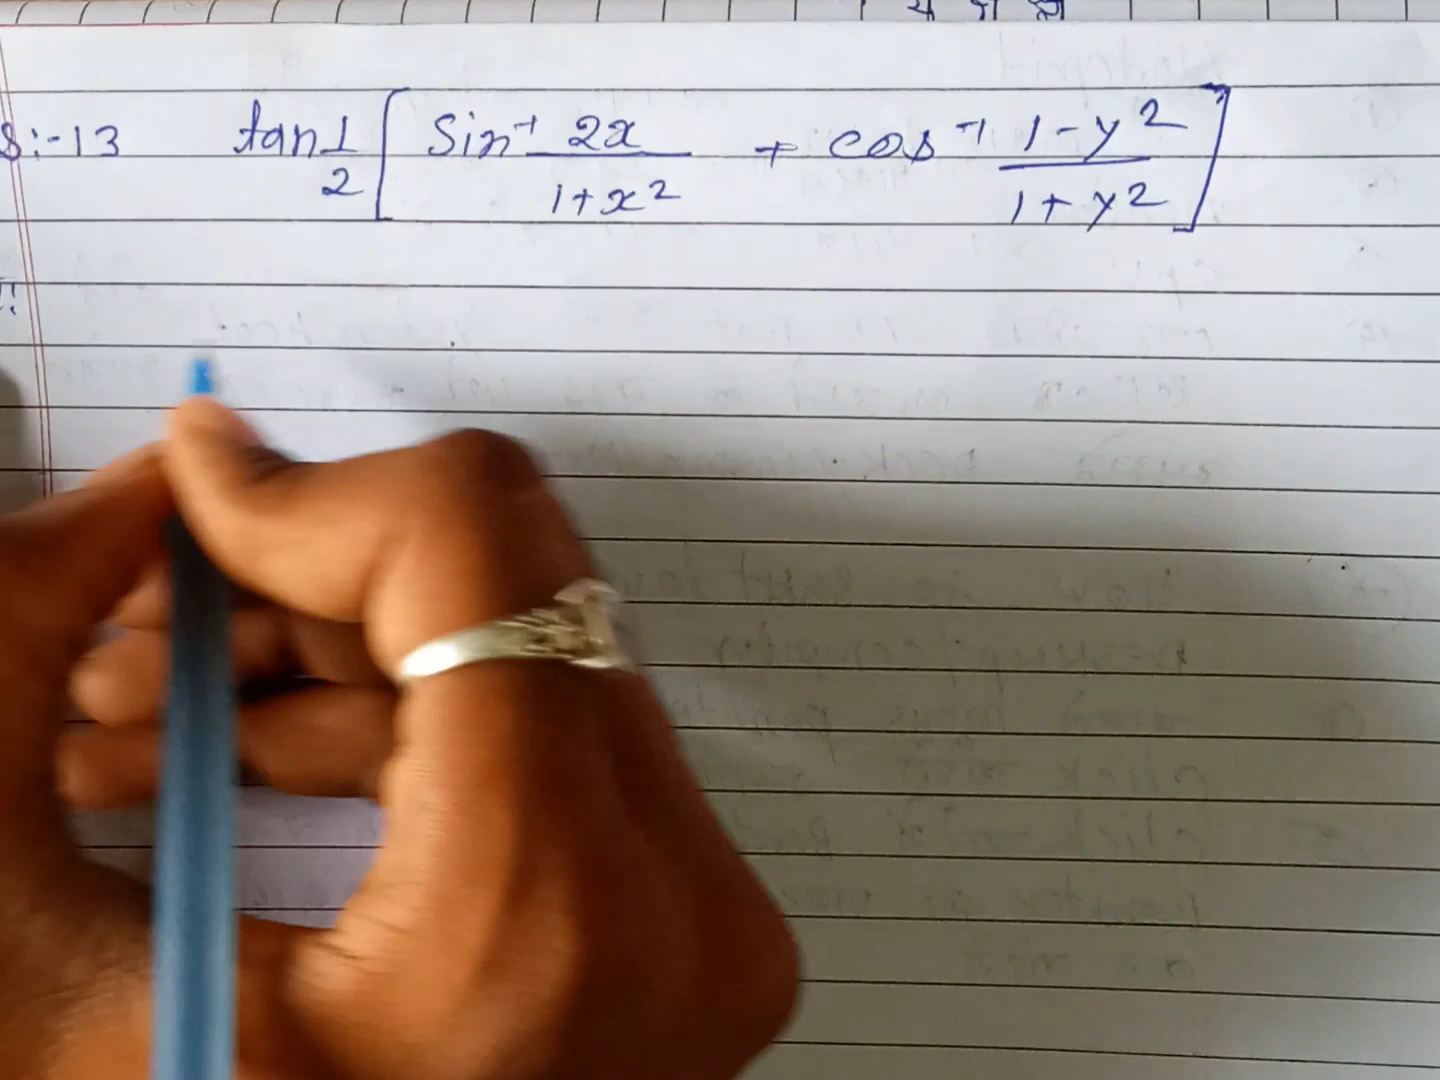 S:-13 tan 1/2 [ Sin⁻¹ 2x/1+x² + cos⁻¹ 1-y²/1+y² ]